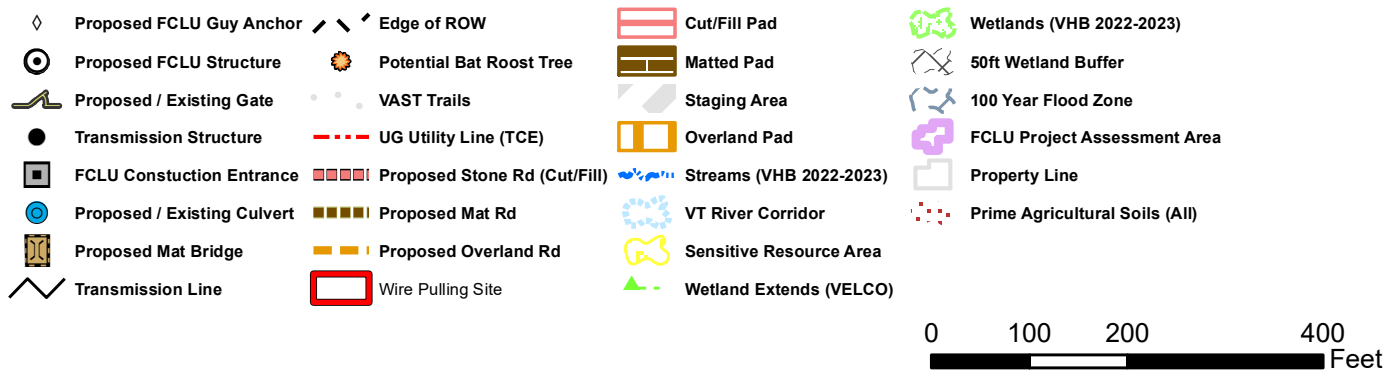 Proposed FCLU Guy Anchor
Proposed FCLU Structure
Proposed / Existing Gate
Transmission Structure
FCLU Constuction Entrance
Proposed / Existing Culvert
Proposed Mat Bridge
Transmission Line
Edge of ROW
Potential Bat Roost Tree
VAST Trails
UG Utility Line (TCE)
Proposed Stone Rd (Cut/Fill)
Proposed Mat Rd
Proposed Overland Rd
Wire Pulling Site
Cut/Fill Pad
Matted Pad
Staging Area
Overland Pad
Streams (VHB 2022-2023)
VT River Corridor
Sensitive Resource Area
Wetland Extends (VELCO)
Wetlands (VHB 2022-2023)
50ft Wetland Buffer
100 Year Flood Zone
FCLU Project Assessment Area
Property Line
Prime Agricultural Soils (All)
0 100 200 400
Feet